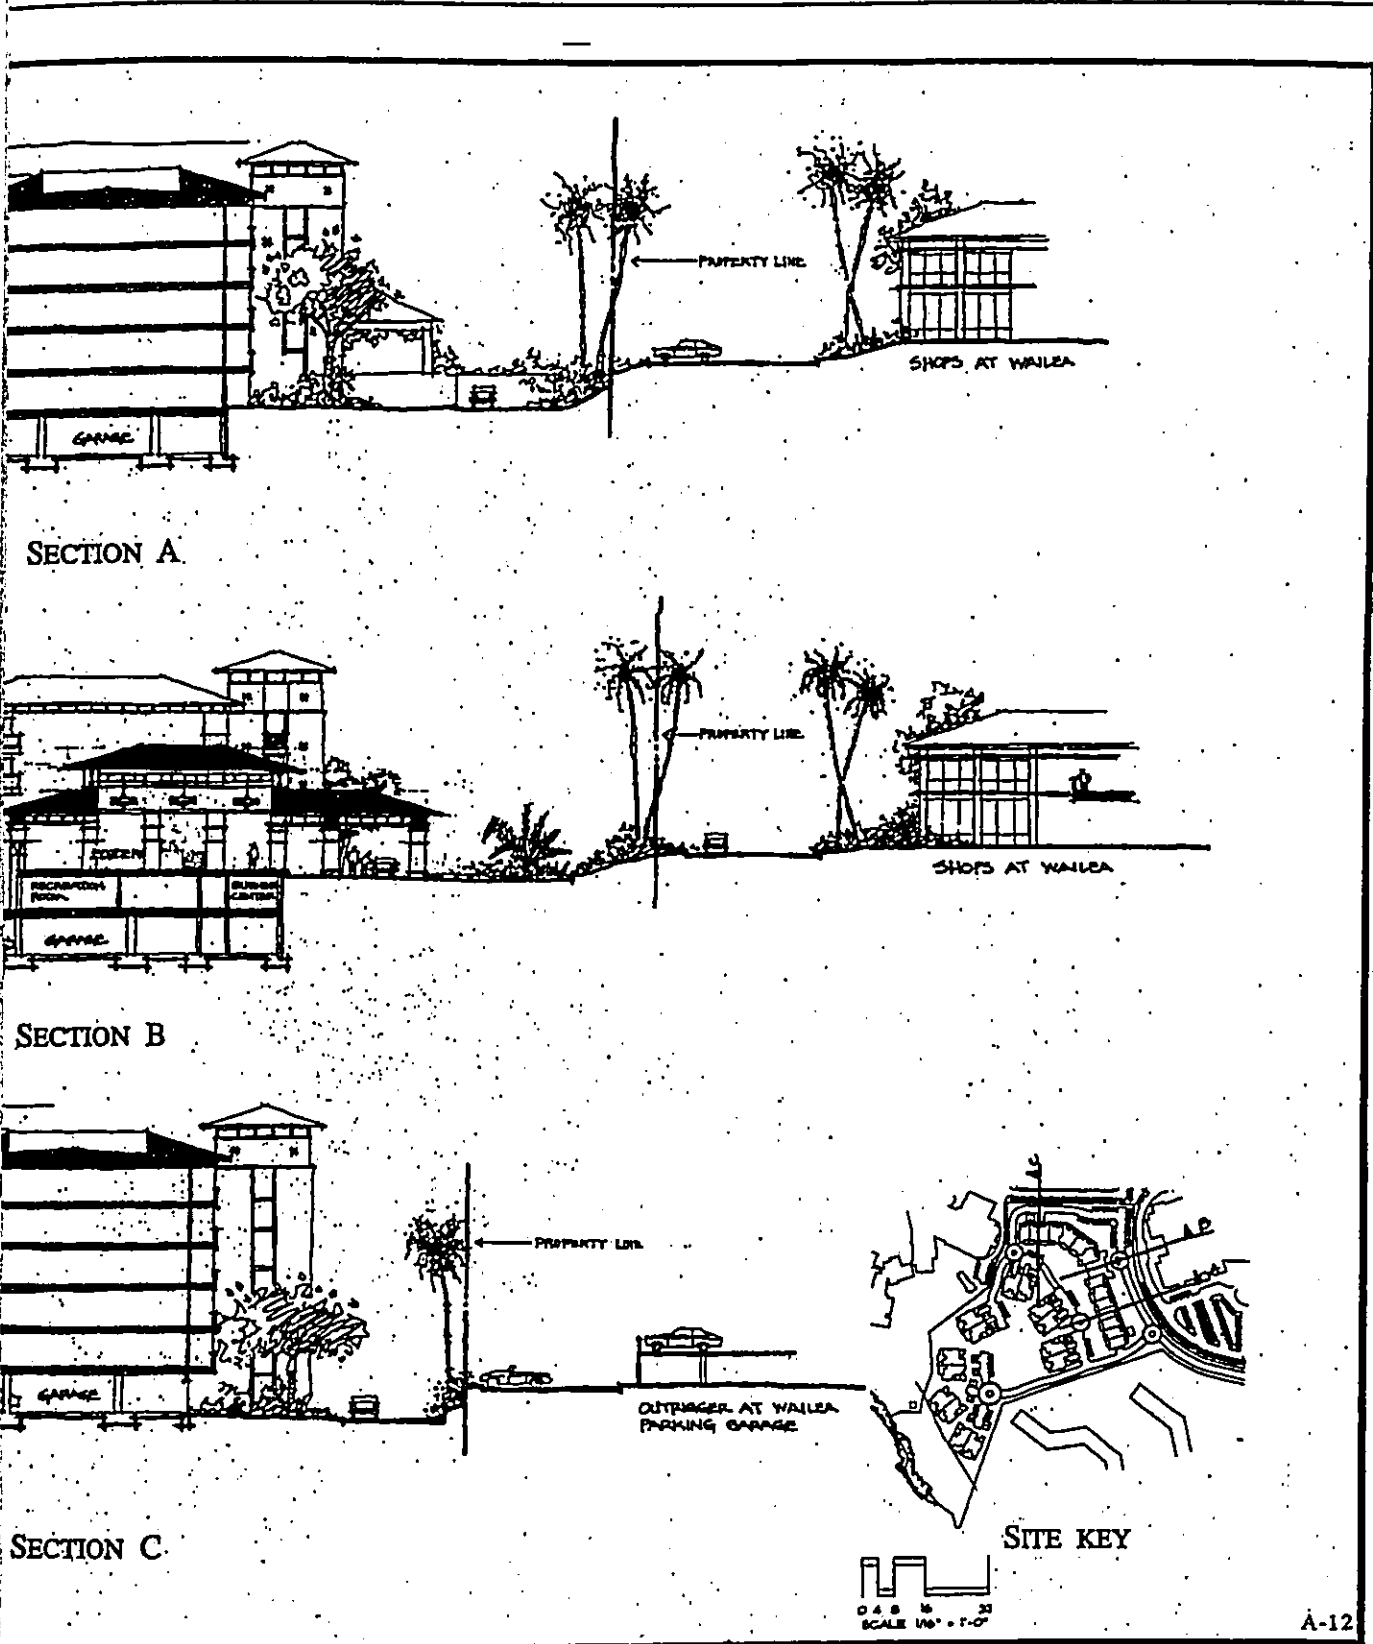 PROPERTY LINE
SHOPS AT WAILEA
GARAGE
SECTION A
PROPERTY LINE
SHOPS AT WAILEA
RECREATION
ROOM
CENTER
GARAGE
SECTION B
C
B
PROPERTY LINE
GARAGE
OUTRIGGER AT WAILEA
PARKING GARAGE
SECTION C
SITE KEY
0 4 8 16 32
SCALE 1/16" = 1'-0"
A-12